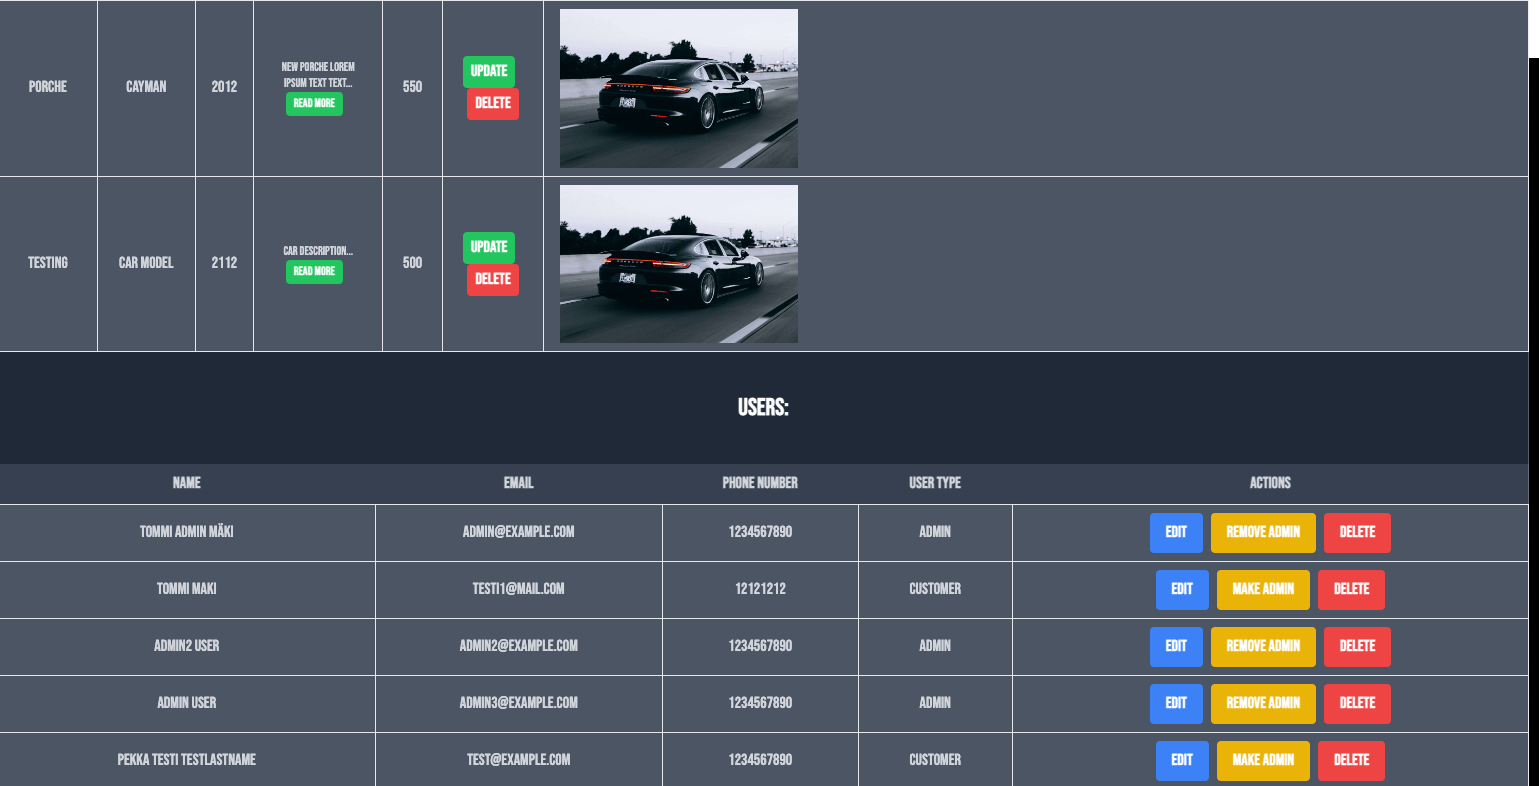 PORCHE CAYMAN 2012 NEW PORCHE LOREM 550 UPDATE
IPSUM TEXT TEXT...
READ MORE DELETE
TESTING CAR MODEL 2112 CAR DESCRIPTION... 500 UPDATE
READ MORE DELETE
USERS:
NAME EMAIL PHONE NUMBER USER TYPE ACTIONS
TOMMI ADMIN MÄKI ADMIN@EXAMPLE.COM 1234567890 ADMIN EDIT REMOVE ADMIN DELETE
TOMMI MAKI TESTI1@MAIL.COM 12121212 CUSTOMER EDIT MAKE ADMIN DELETE
ADMIN2 USER ADMIN2@EXAMPLE.COM 1234567890 ADMIN EDIT REMOVE ADMIN DELETE
ADMIN USER ADMIN3@EXAMPLE.COM 1234567890 ADMIN EDIT REMOVE ADMIN DELETE
PEKKA TESTI TESTLASTNAME TEST@EXAMPLE.COM 1234567890 CUSTOMER EDIT MAKE ADMIN DELETE